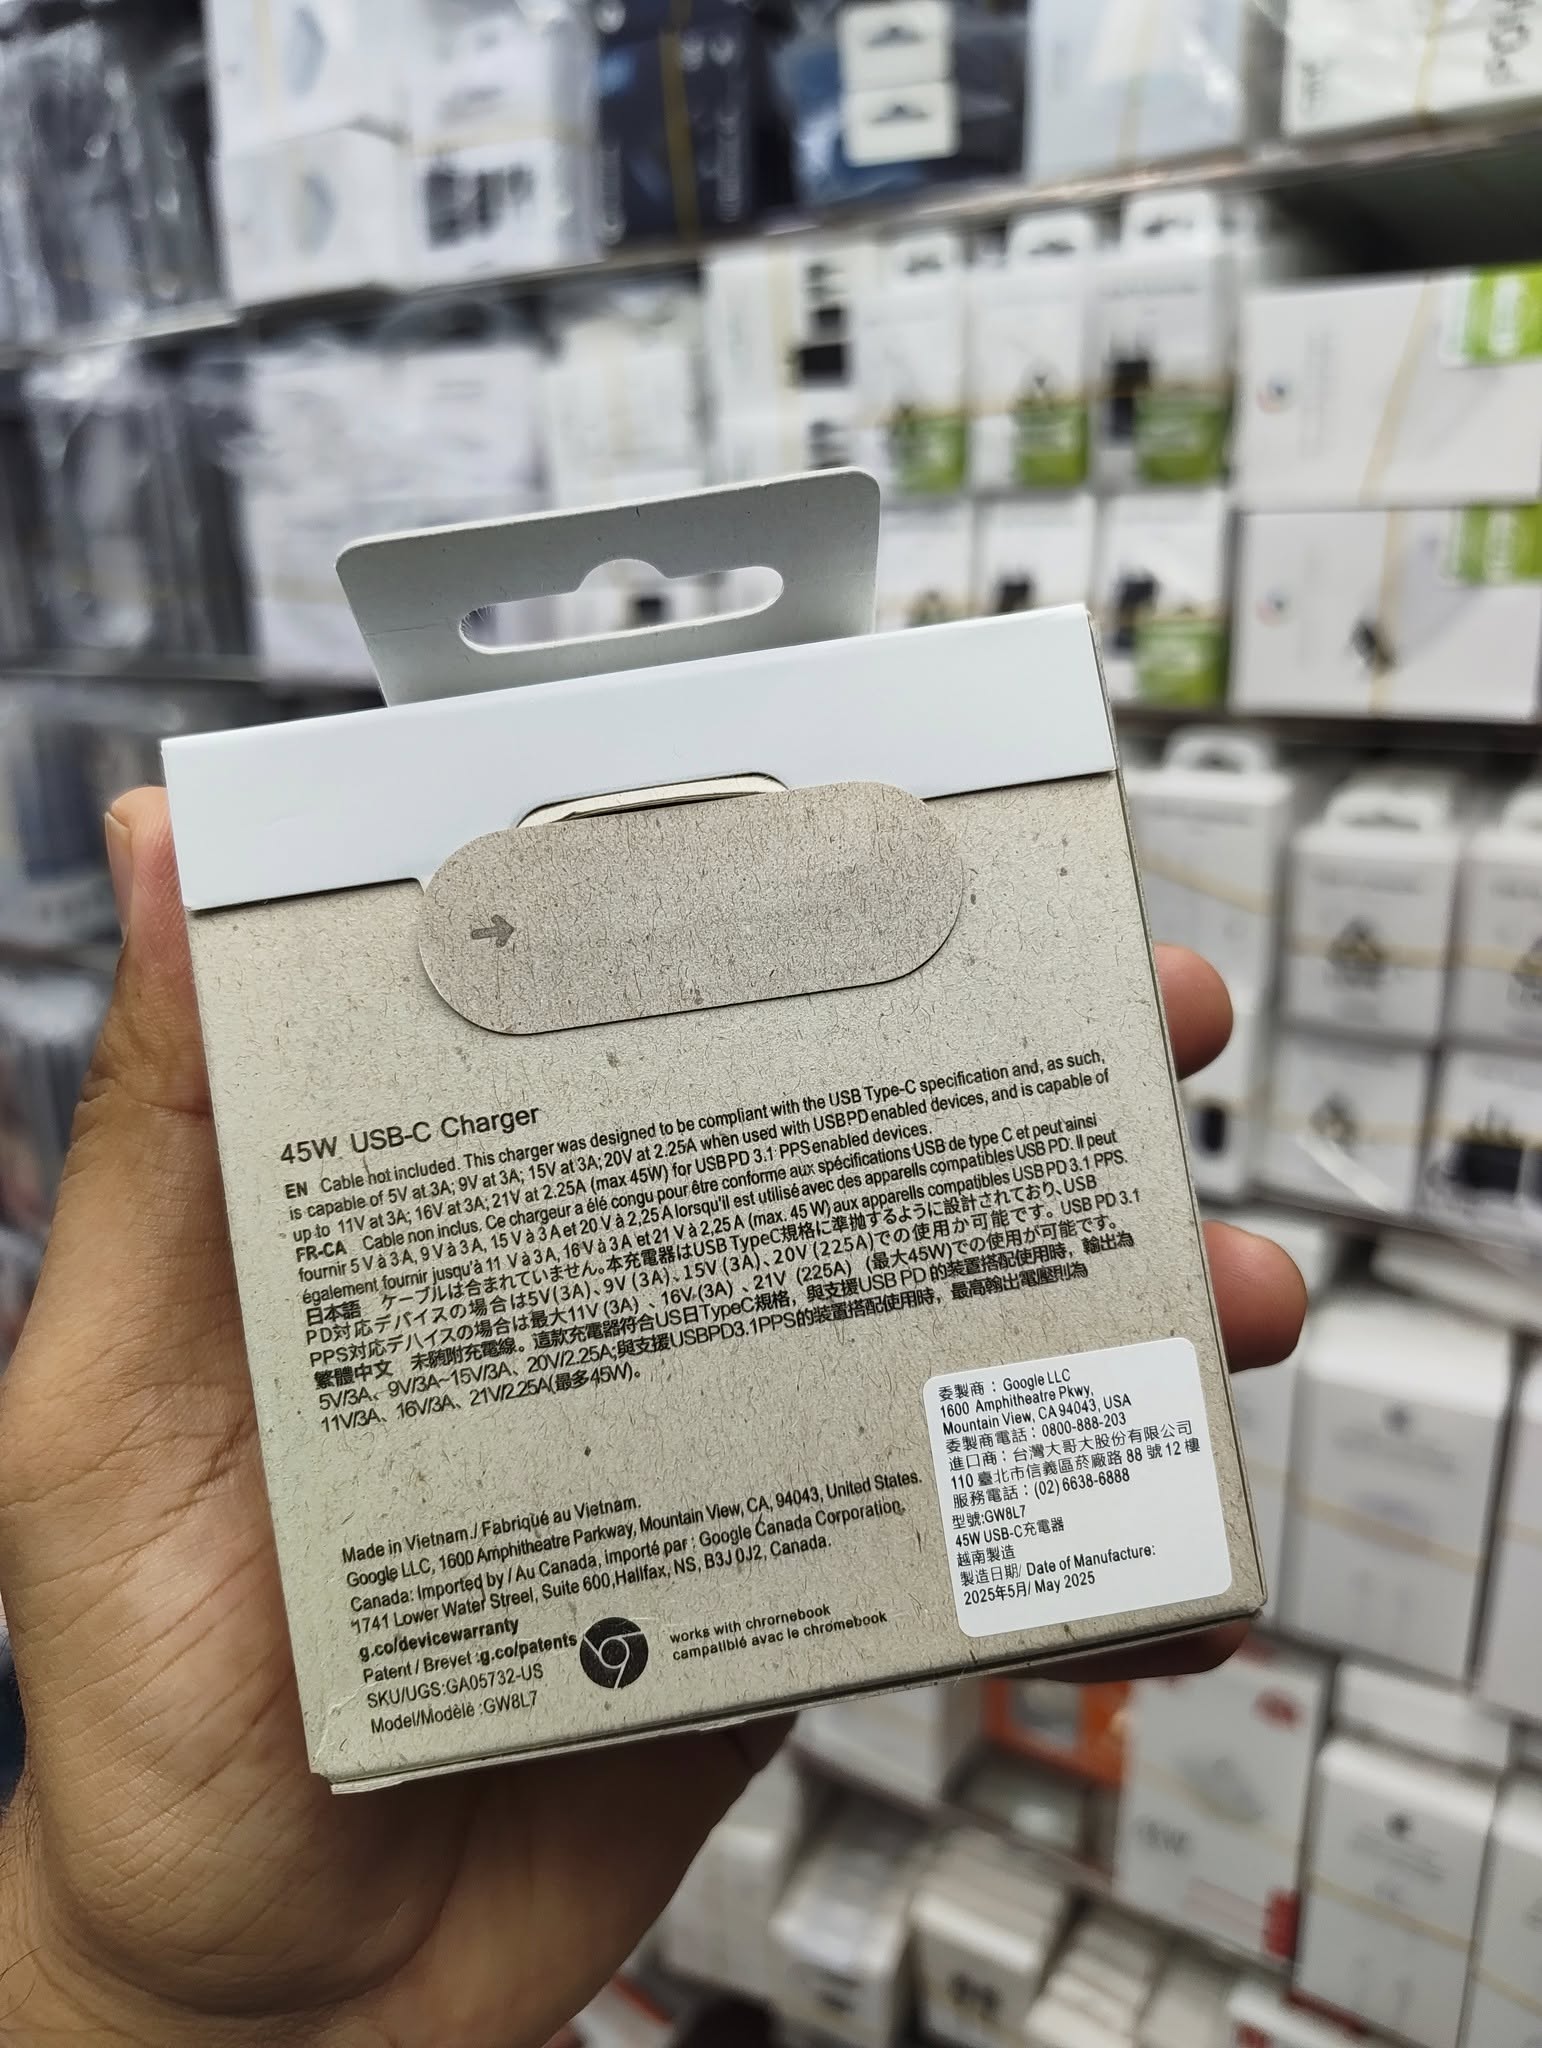 45W USB-C Charger
EN Cable not included. This charger was designed to be compliant with the USB Type-C specification and, as such,
is capable of 5V at 3A; 9V at 3A; 15V at 3A; 20V at 2.25A when used with USBPD enabled devices, and is capable of
up to 11V at 3A; 16V at 3A; 21V at 2.25A (max 45W) for USBPD 3.1 PPSenabled devices.
FR-CA Cable non inclus. Ce chargeur a élé congu pour être conforme aux spécifications USB de type C et peut ainsi
fournir 5 V à 3 A, 9 V à 3 A, 15 V à 3 A et 20 V à 2,25 A lorsqu'il est utilisé avec des appareils compatibles USB PD. Il peut
également fournir jusqu'à 11 V à 3A, 16 V à 3 A et 21 V à 2,25 A (max. 45 W) aux appareils compatibles USB PD 3.1 PPS.
日本語 ケーブルは合まれていません。本充電器はUSB TypeC規格に準拋するように設計されており、USB
PD対応デバイスの場合は5V(3A)、9V (3A)、15V (3A)、20V (225A)での使用か可能です。USB PD 3.1
PPS対応デハイスの場合は最大11V (3A) 、16V (3A) 、21V (225A) (最大45W)での使用が可能です。
繁體中文 未随附充電線。這款充電器符合US日TypeC規格，與支援USB PD的装置搭配使用時，輸出為
5V/3A、9V/3A~15V/3A、20V/2.25A;與支援USBPD3.1PPS的装置搭配使用時，最高輸出電壓則為
11V/3A、16V/3A、21V/2.25A(最多45W)。
Made in Vietnam./ Fabriqué au Vietnam.
Google LLC, 1600 Amphitheatre Parkway, Mountain View, CA, 94043, United States.
Canada: Imported by / Au Canada, importé par : Google Canada Corporation,
1741 Lower Water Streel, Suite 600,Halifax, NS, B3J 0J2, Canada.
g.co/devicewarranty
Patent / Brevet :g.co/patents
SKU/UGS:GA05732-US
Model/Modèlè :GW8L7
works with chrornebook
campatiblé avac le chromebook
委製商：Google LLC
1600 Amphitheatre Pkwy,
Mountain View, CA 94043, USA
委製商電話：0800-888-203
進口商：台灣大哥大股份有限公司
110 臺北市信義區菸廠路 88 號 12 樓
服務電話：(02) 6638-6888
型號:GW8L7
45W USB-C充電器
越南製造
製造日期/ Date of Manufacture:
2025年5月/ May 2025